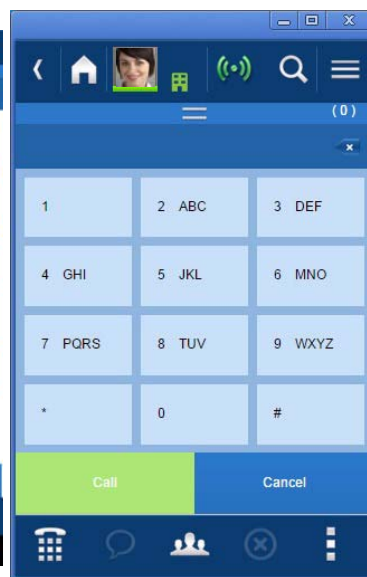 (0)
1 2 ABC 3 DEF
4 GHI 5 JKL 6 MNO
7 PQRS 8 TUV 9 WXYZ
* 0 #
Call Cancel